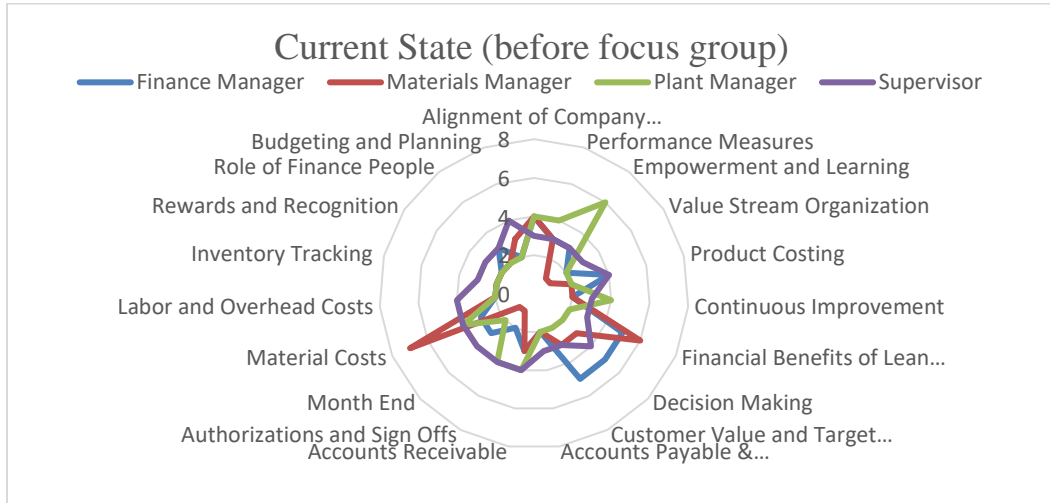 Current State (before focus group)
Finance Manager Materials Manager Plant Manager Supervisor
Alignment of Company...
Performance Measures
Empowerment and Learning
Value Stream Organization
Product Costing
Continuous Improvement
Financial Benefits of Lean...
Decision Making
Customer Value and Target...
Accounts Payable &...
Accounts Receivable
Authorizations and Sign Offs
Month End
Material Costs
Labor and Overhead Costs
Inventory Tracking
Rewards and Recognition
Role of Finance People
Budgeting and Planning
8
6
4
2
0